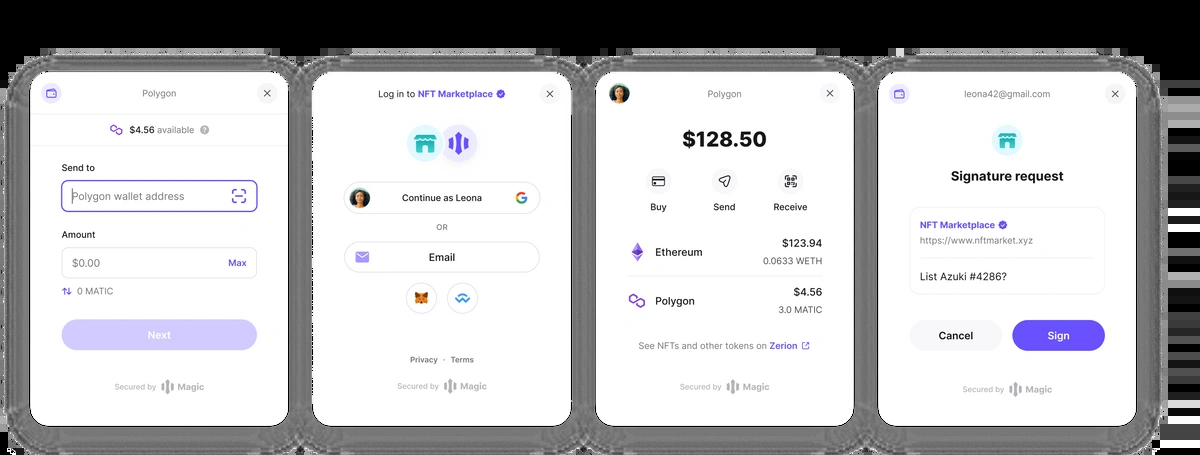 Polygon
$4.56 available ?
Send to
Polygon wallet address
Amount
$0.00 Max
0 MATIC
Next
Secured by Magic
Log in to NFT Marketplace
Continue as Leona
OR
Email
Privacy · Terms
Secured by Magic
Polygon
$128.50
Buy Send Receive
Ethereum $123.94
0.0633 WETH
Polygon $4.56
3.0 MATIC
See NFTs and other tokens on Zerion
Secured by Magic
leona42@gmail.com
Signature request
NFT Marketplace
https://www.nftmarket.xyz
List Azuki #4286?
Cancel Sign
Secured by Magic